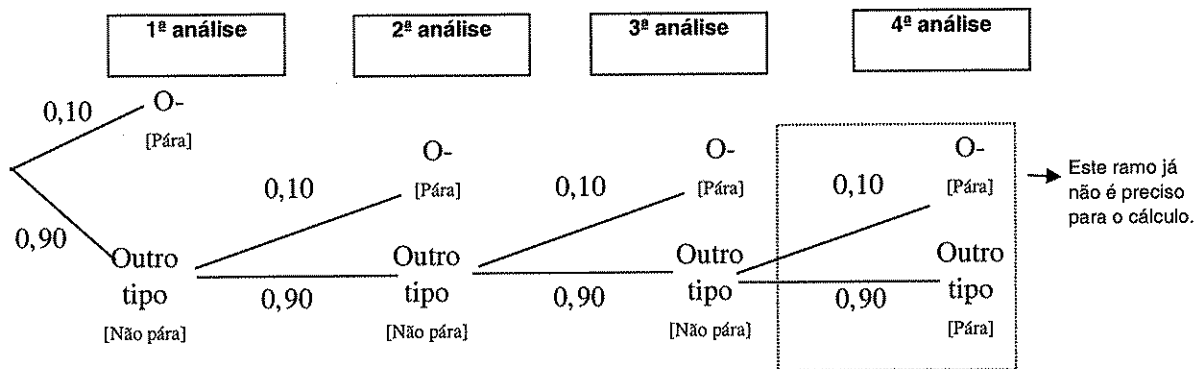 1ª análise
2ª análise
3ª análise
4ª análise
0,10
O-
[Pára]
O-
[Pára]
O-
[Pára]
O-
[Pára]
0,10
0,10
0,10
Este ramo já
não é preciso
para o cálculo.
0,90
Outro
tipo
[Não pára]
0,90
Outro
tipo
[Não pára]
0,90
Outro
tipo
[Não pára]
0,90
Outro
tipo
[Pára]